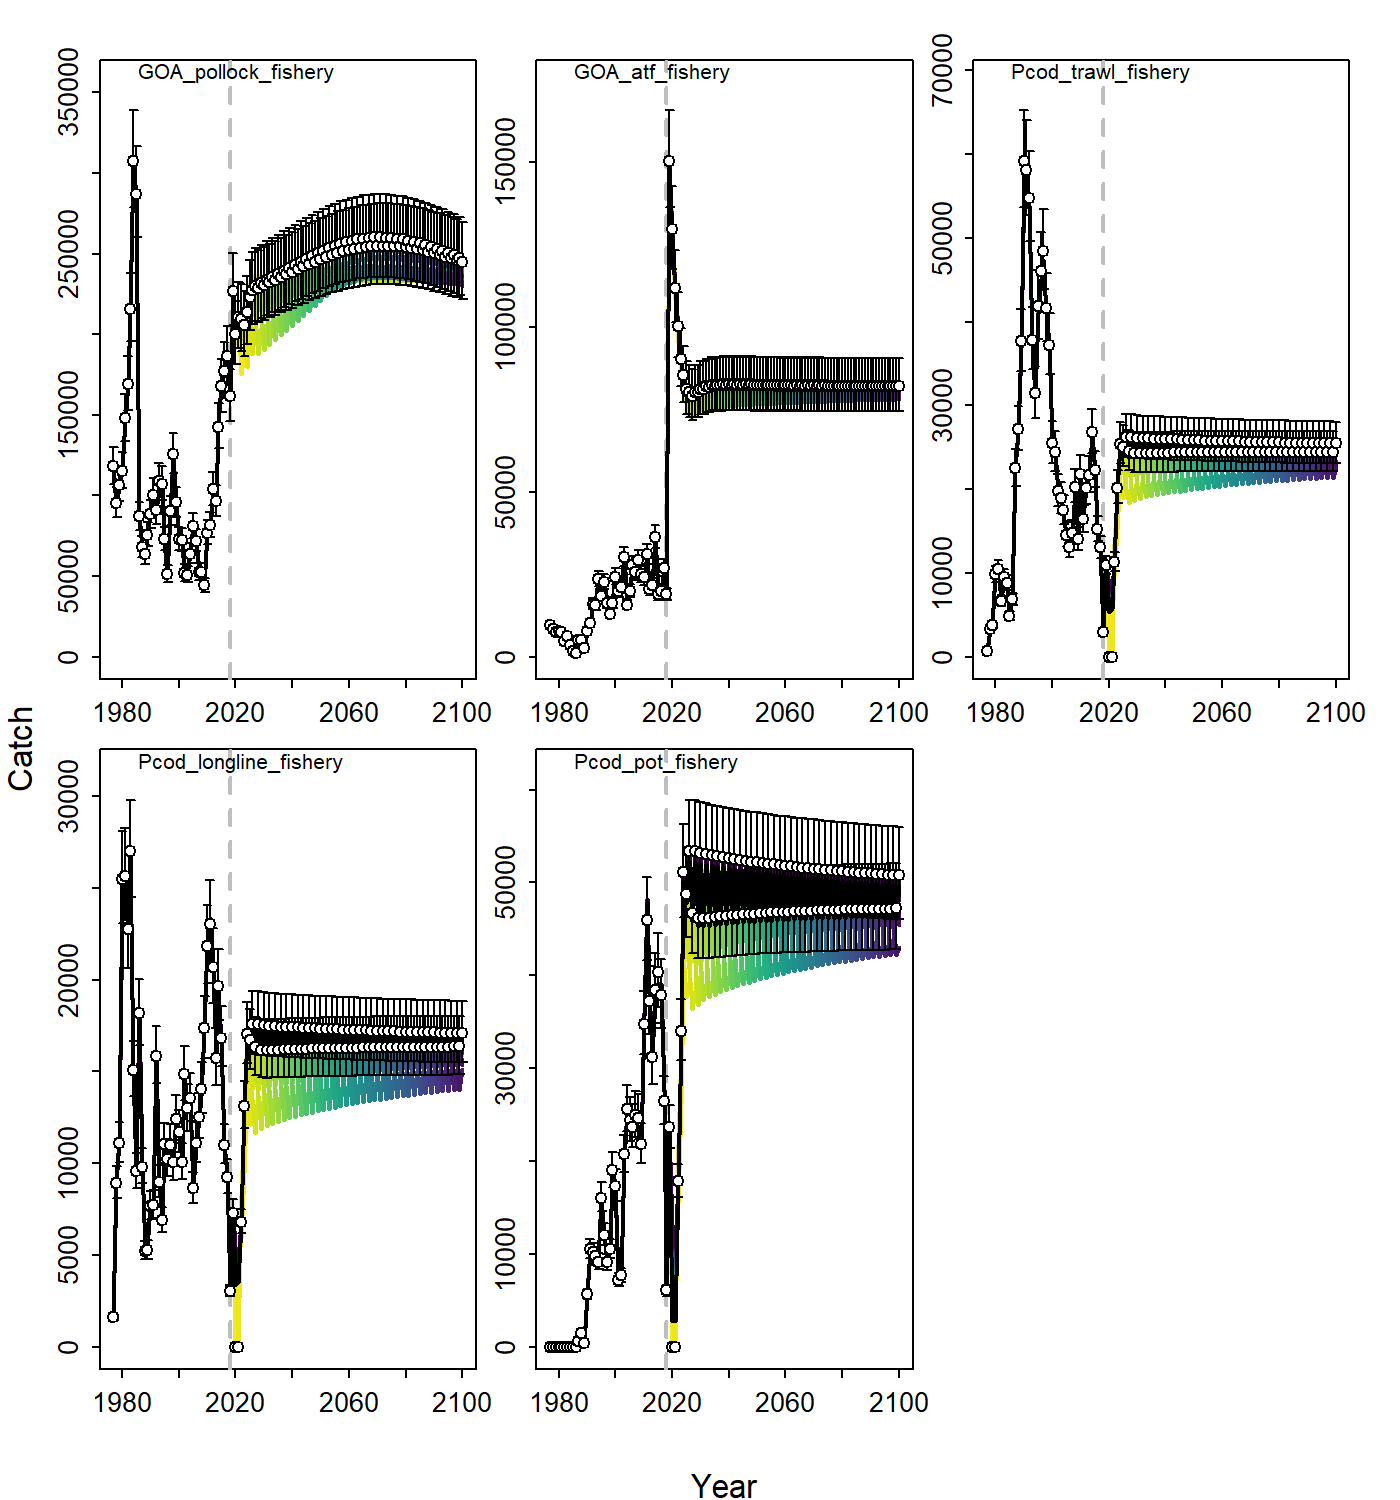 GOA_pollock_fishery
0 50000 150000 250000 350000
1980 2020 2060 2100
GOA_atf_fishery
0 50000 100000 150000
1980 2020 2060 2100
Pcod_trawl_fishery
0 10000 30000 50000 70000
1980 2020 2060 2100
Catch
Pcod_longline_fishery
0 5000 10000 20000 30000
1980 2020 2060 2100
Pcod_pot_fishery
0 10000 30000 50000
1980 2020 2060 2100
Year